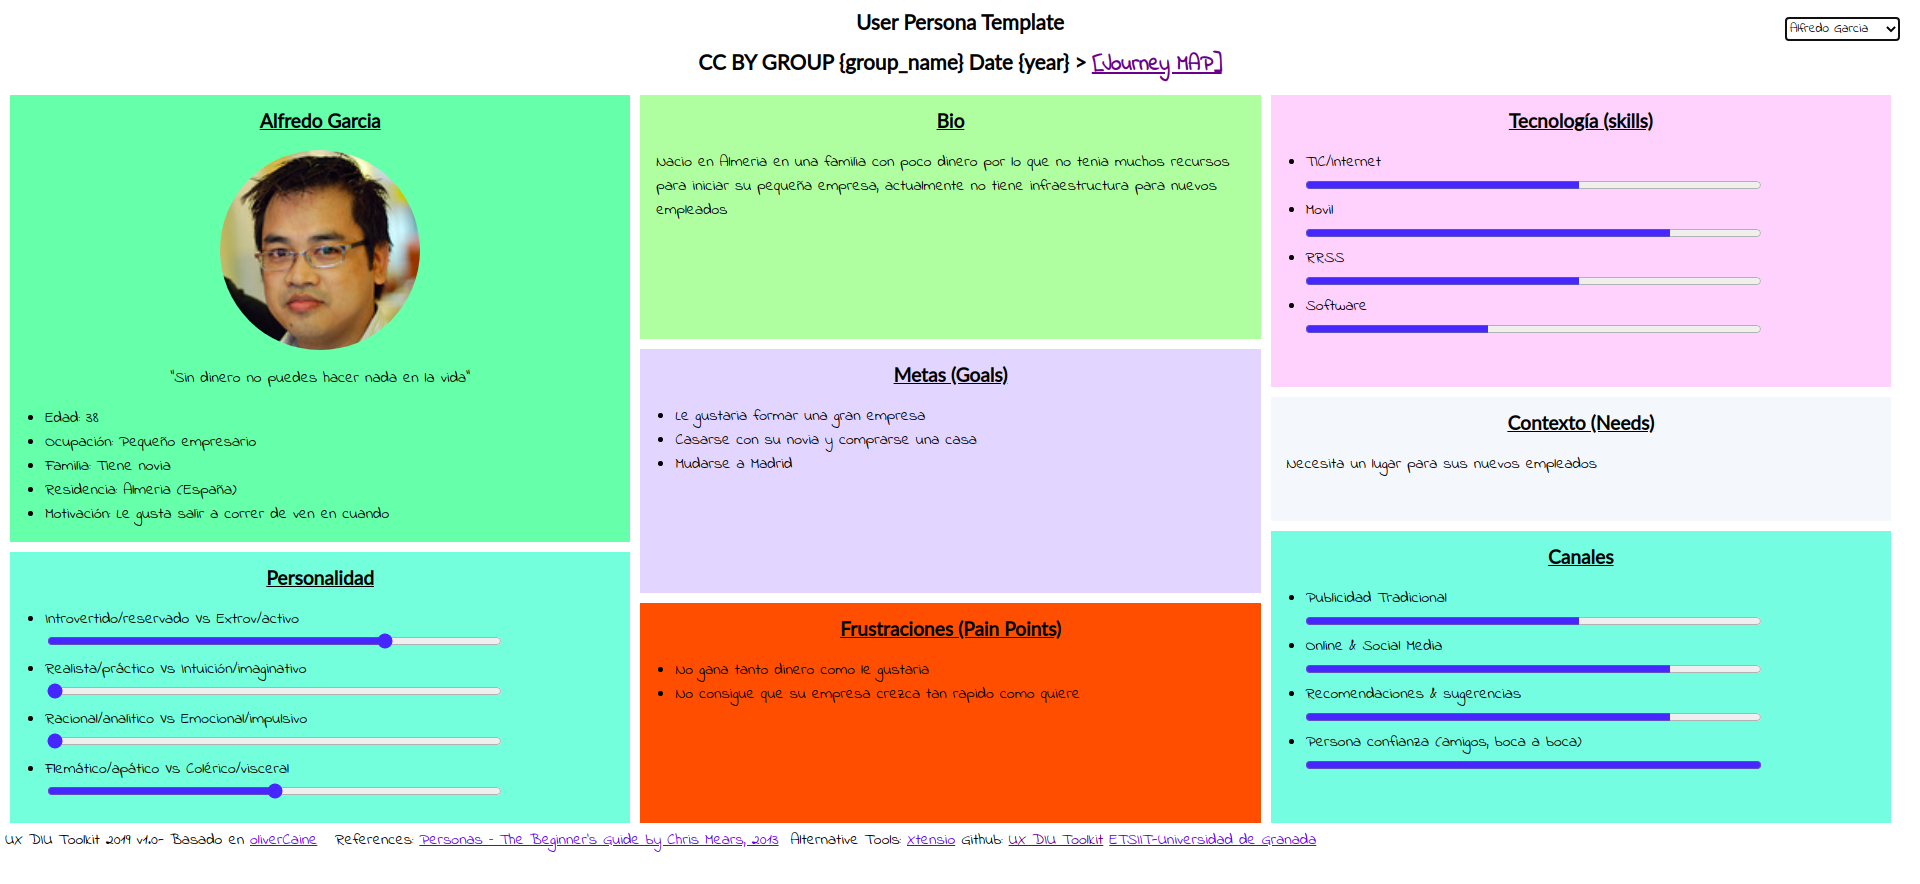 User Persona Template
Alfredo Garcia
CC BY GROUP {group_name} Date {year} > [Journey MAP]
Alfredo Garcia
"Sin dinero no puedes hacer nada en la vida"
Edad: 38
Ocupación: Pequeño empresario
Familia: Tiene novia
Residencia: Almeria (España)
Motivación: Le gusta salir a correr de ven en cuando
Personalidad
Introvertido/reservado Vs Extrov/activo
Realista/práctico Vs Intuición/imaginativo
Racional/analitico Vs Emocional/impulsivo
Flemático/apático Vs Colérico/visceral
Bio
Nacio en Almeria en una familia con poco dinero por lo que no tenia muchos recursos
para iniciar su pequeña empresa, actualmente no tiene infraestructura para nuevos
empleados
Metas (Goals)
Le gustaria formar una gran empresa
Casarse con su novia y comprarse una casa
Mudarse a Madrid
Frustraciones (Pain Points)
No gana tanto dinero como le gustaria
No consigue que su empresa crezca tan rapido como quiere
Tecnología (skills)
TIC/Internet
Movil
RRSS
Software
Contexto (Needs)
Necesita un lugar para sus nuevos empleados
Canales
Publicidad Tradicional
Online & Social Media
Recomendaciones & sugerencias
Persona confianza (amigos, boca a boca)
UX DIU Toolkit 2019 v1.0- Basado en oliverCaine References: Personas - The Beginner's Guide by Chris Mears, 2013 Alternative Tools: Xtensio Github: UX DIU Toolkit ETSIIT-Universidad de Granada